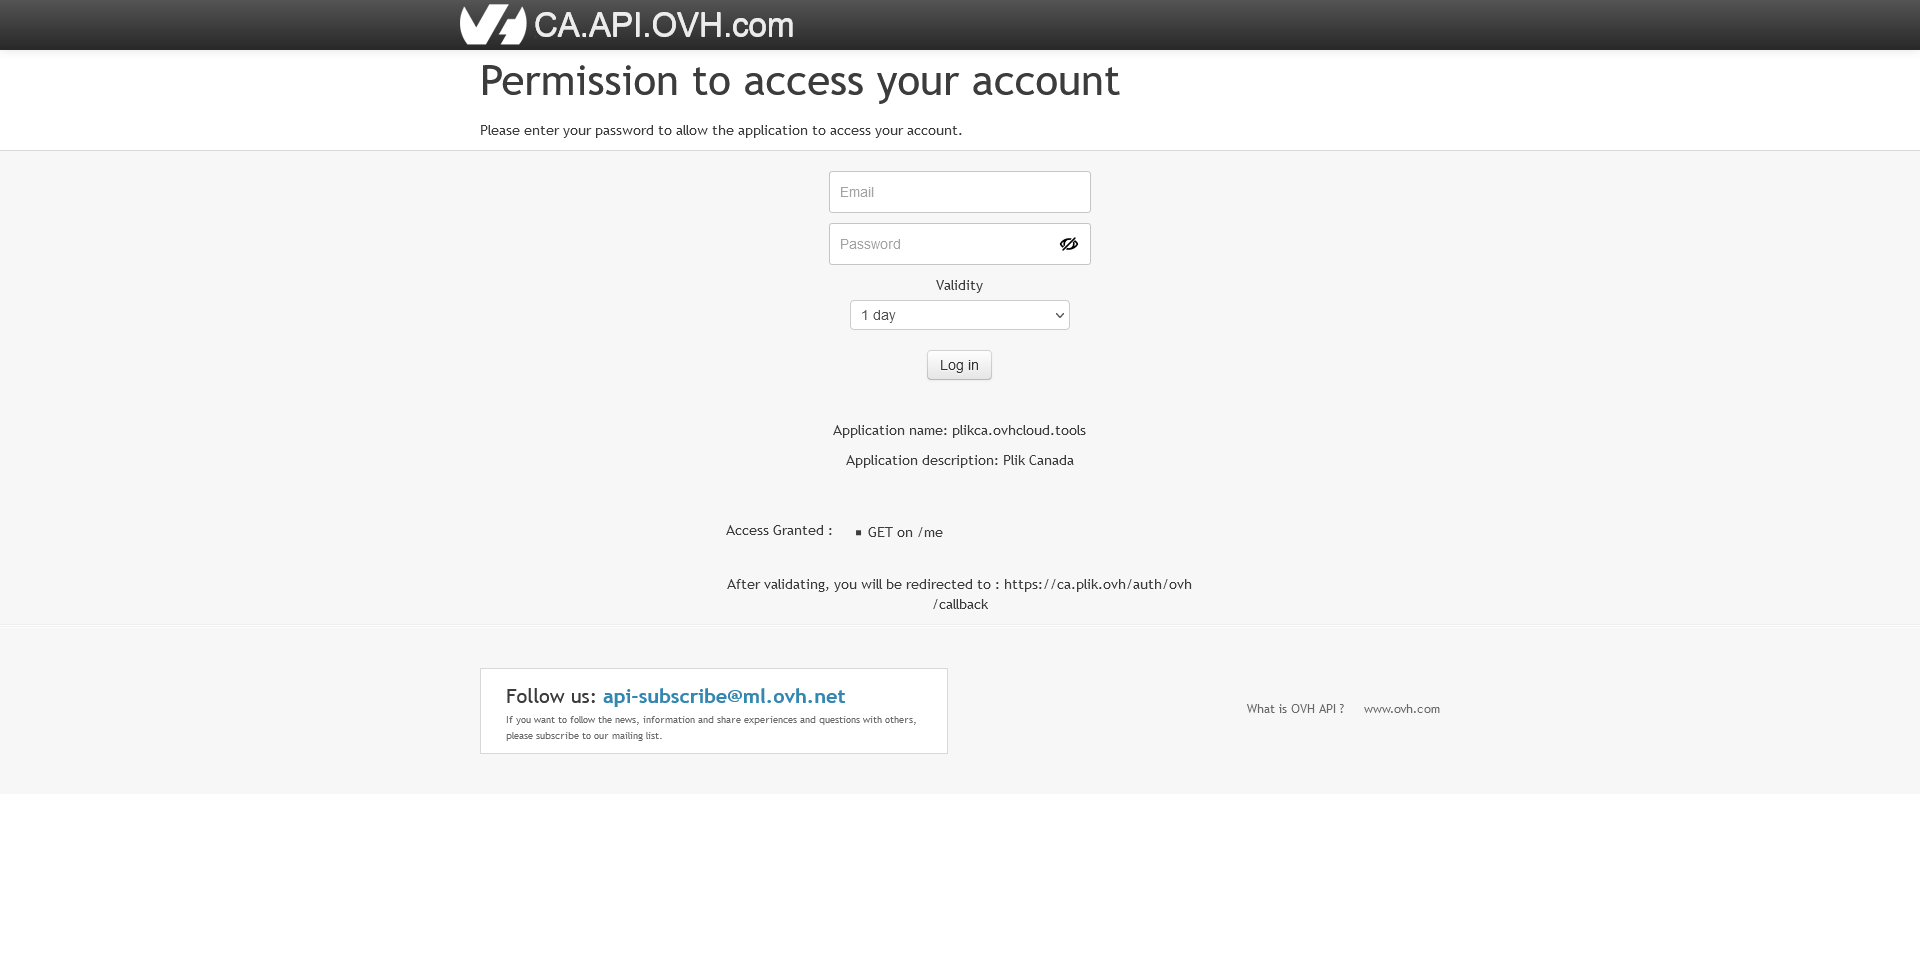 CA.API.OVH.com
Permission to access your account
Please enter your password to allow the application to access your account.
Email
Password
Validity
1 day
Log in
Application name: plikca.ovhcloud.tools
Application description: Plik Canada
Access Granted :
GET on /me
After validating, you will be redirected to : https://ca.plik.ovh/auth/ovh
/callback
Follow us: api-subscribe@ml.ovh.net
If you want to follow the news, information and share experiences and questions with others,
please subscribe to our mailing list.
What is OVH API ? www.ovh.com